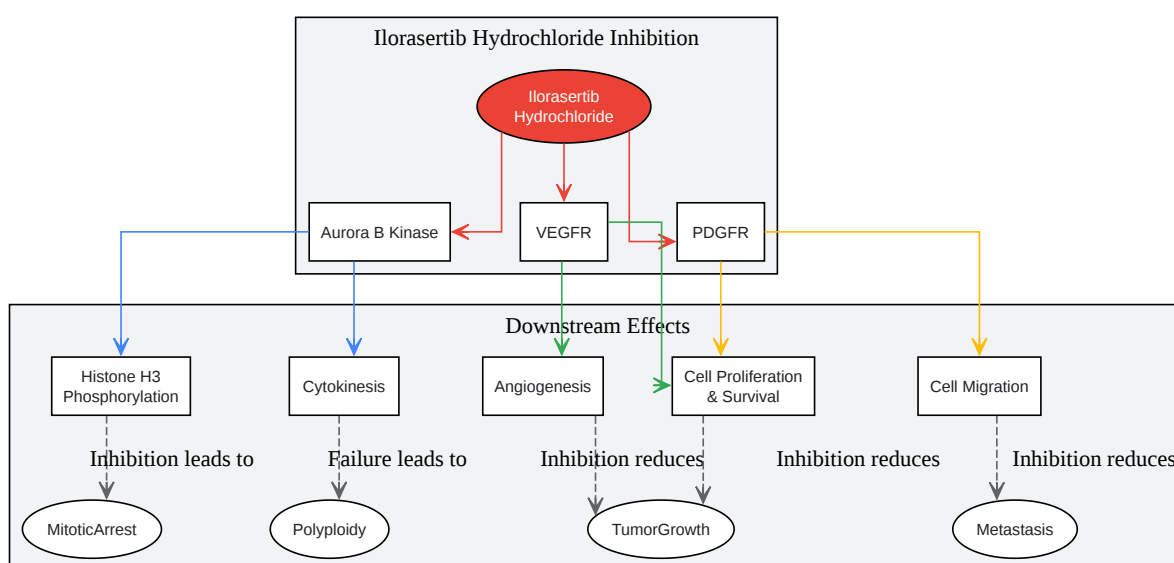 Ilorasertib Hydrochloride Inhibition
Ilorasertib
Hydrochloride
Aurora B Kinase
VEGFR
PDGFR
Downstream Effects
Histone H3
Phosphorylation
Cytokinesis
Angiogenesis
Cell Proliferation
& Survival
Cell Migration
Inhibition leads to
Failure leads to
Inhibition reduces
Inhibition reduces
Inhibition reduces
MitoticArrest
Polyploidy
TumorGrowth
Metastasis